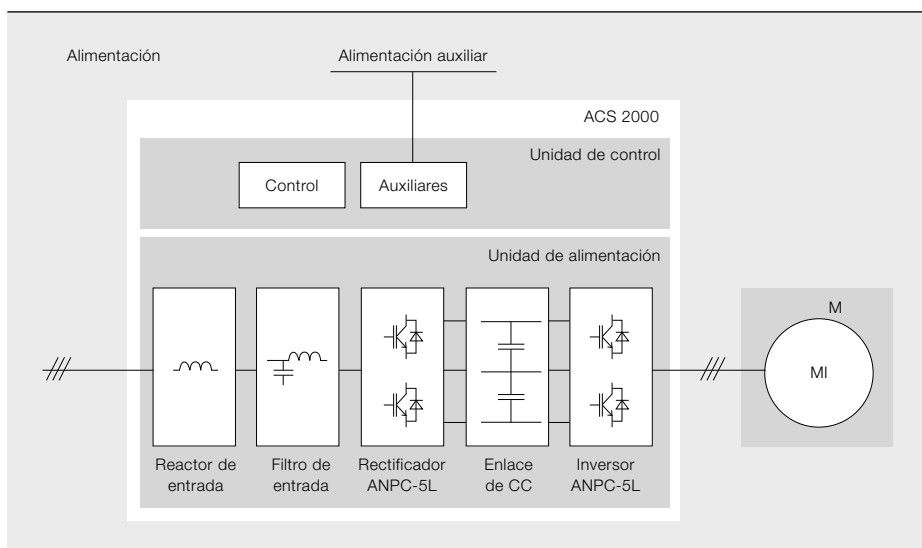 Alimentación
Alimentación auxiliar
ACS 2000
Unidad de control
Control
Auxiliares
Unidad de alimentación
M
MI
Reactor de
entrada
Filtro de
entrada
Rectificador
ANPC-5L
Enlace
de CC
Inversor
ANPC-5L